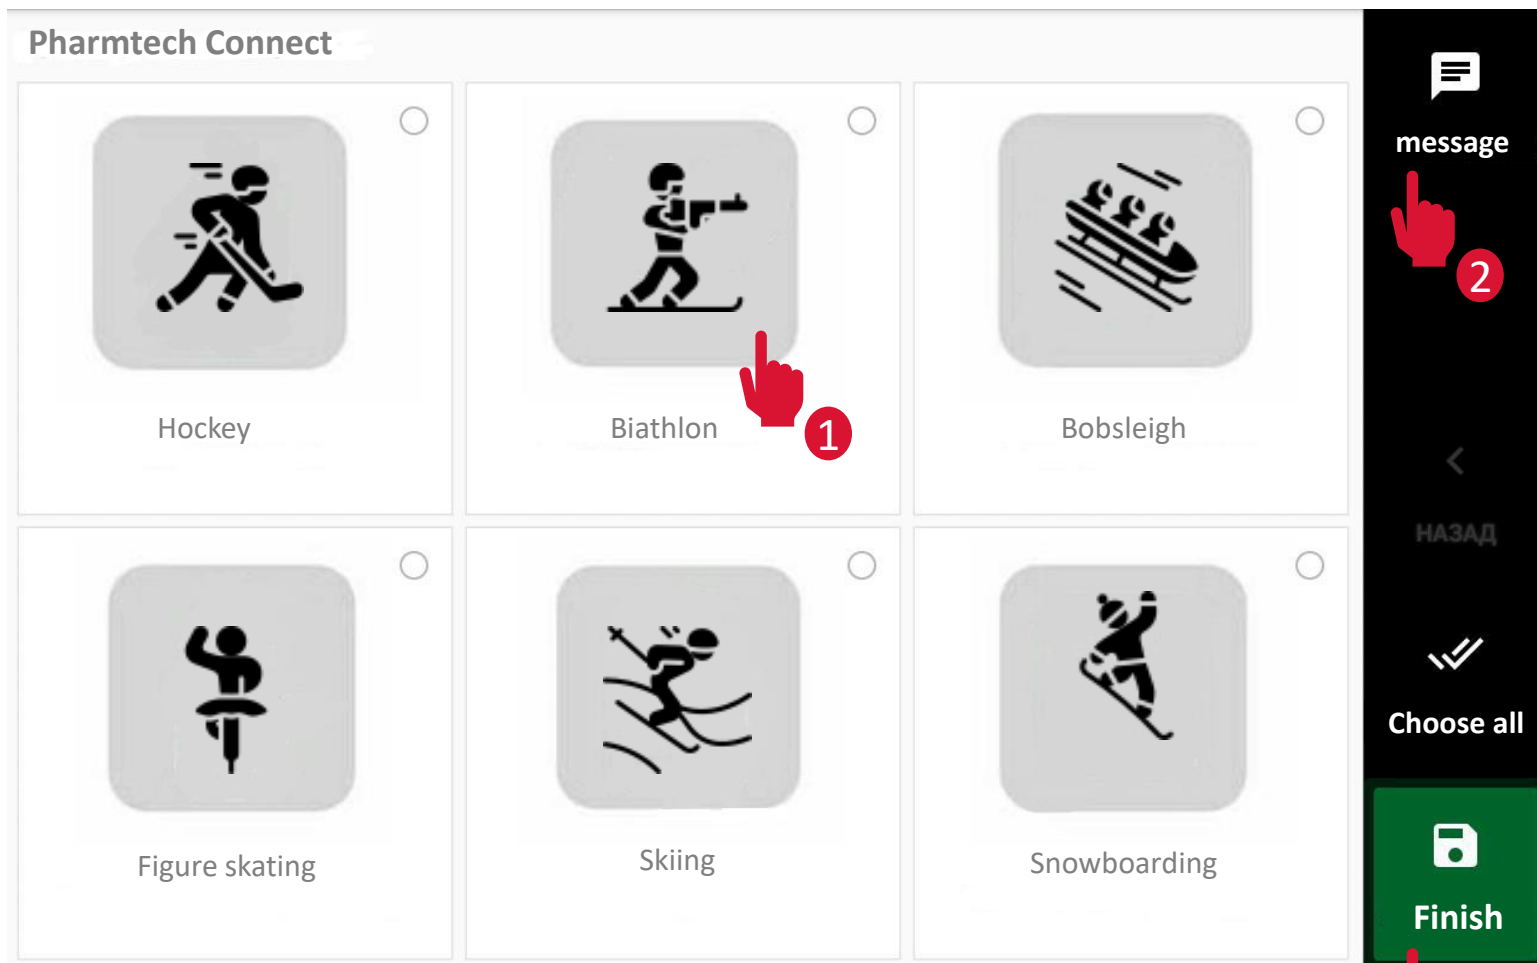 Pharmtech Connect
message
2
Hockey
Biathlon
1
Bobsleigh
НАЗАД
Figure skating
Skiing
Snowboarding
Choose all
Finish